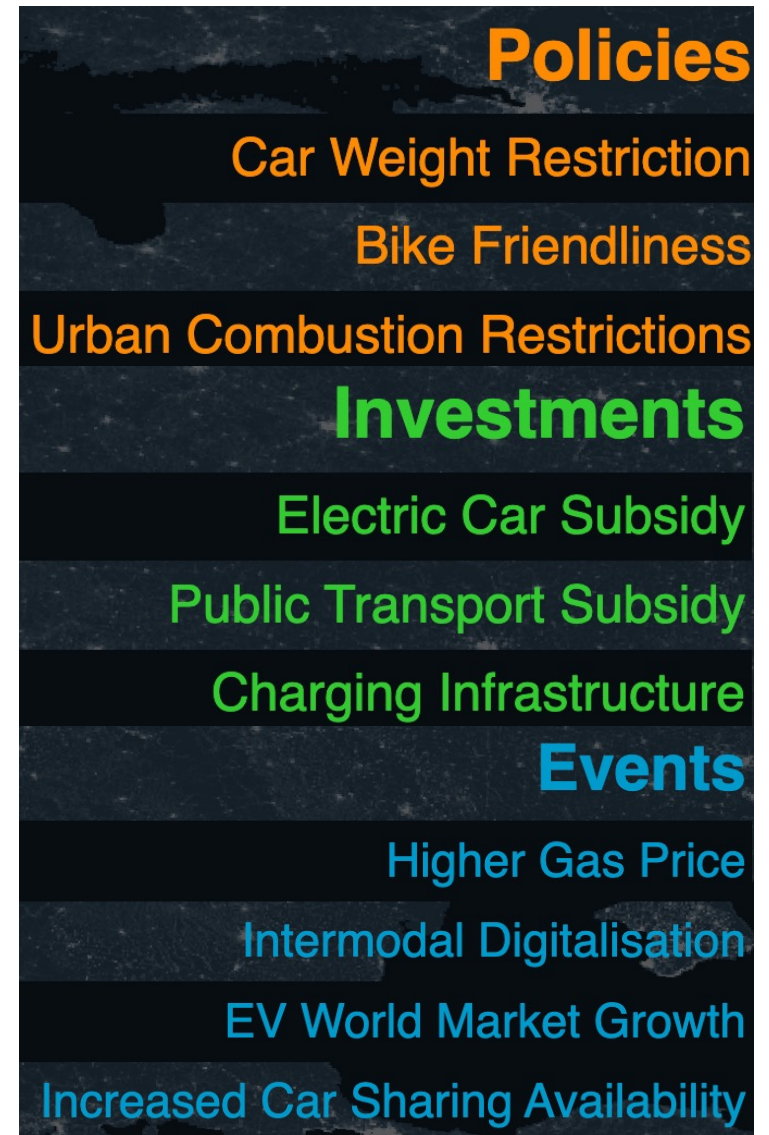 Policies
Car Weight Restriction
Bike Friendliness
Urban Combustion Restrictions
Investments
Electric Car Subsidy
Public Transport Subsidy
Charging Infrastructure
Events
Higher Gas Price
Intermodal Digitalisation
EV World Market Growth
Increased Car Sharing Availability